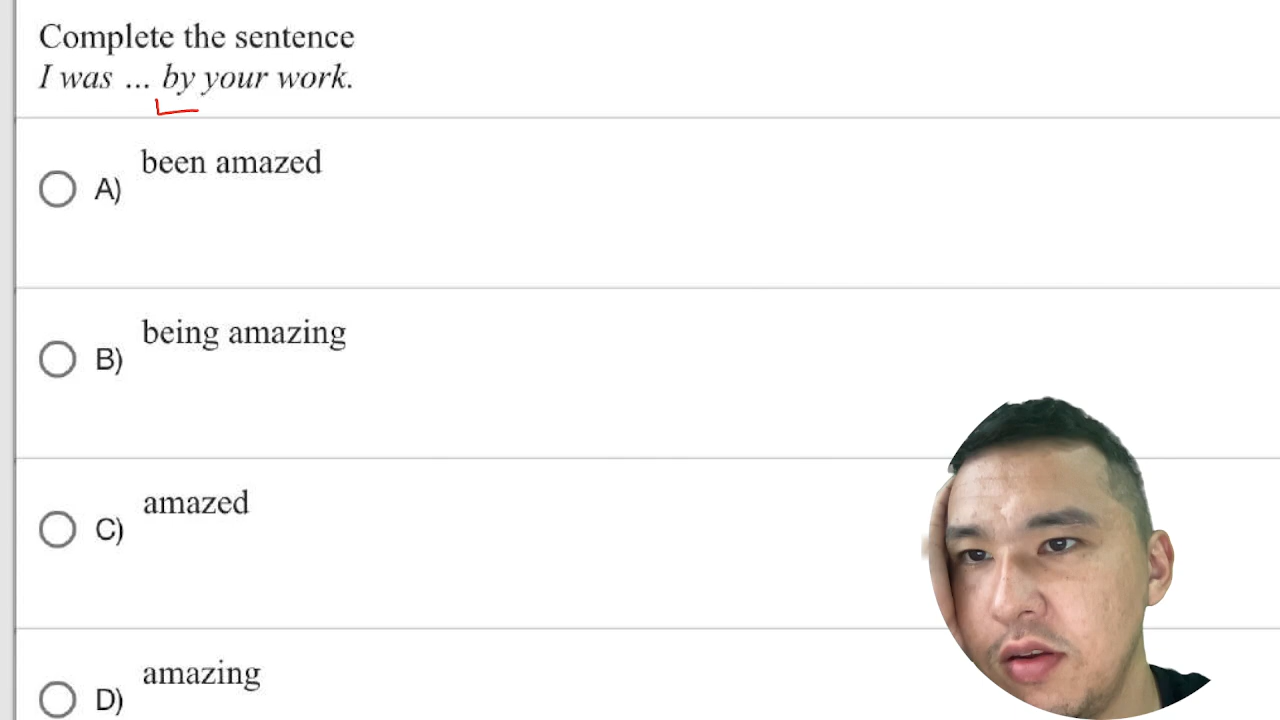 Complete the sentence
I was ... by your work.
been amazed
A)
being amazing
B)
amazed
C)
amazing
D)